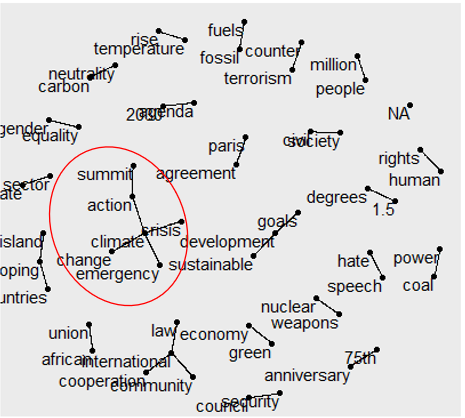 rise
temperature
fuels
fossil
counter
terrorism
million
people
neutrality
carbon
2030
agenda
NA
gender
equality
paris
agreement
civil
society
rights
human
summit
action
sector
ate
degrees
1.5
crisis
climate
change
emergency
goals
development
sustainable
island
oping
untries
hate
speech
power
coal
nuclear
weapons
union
african
law
international
cooperation
community
economy
green
75th
anniversary
council
security